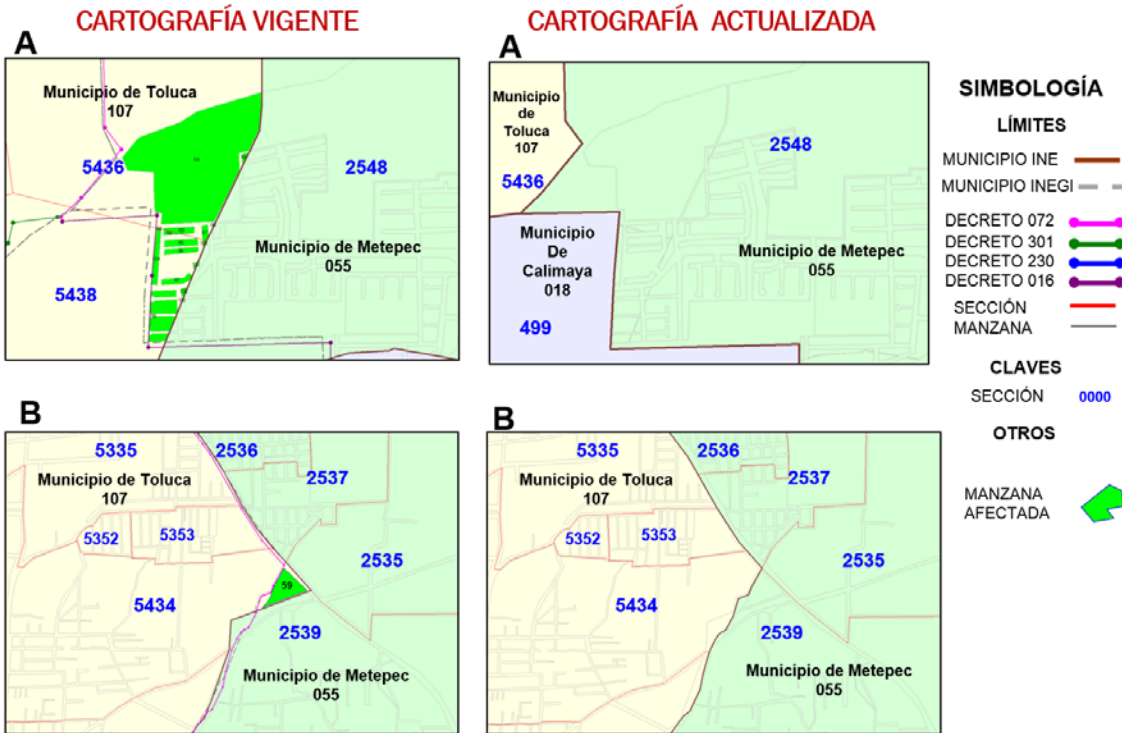 CARTOGRAFÍA VIGENTE
A
Municipio de Toluca
107
5436
2548
Municipio de Metepec
055
5438
CARTOGRAFÍA ACTUALIZADA
A
Municipio
de
Toluca
107
5436
2548
Municipio
De
Calimaya
018
499
Municipio de Metepec
055
B
5335
2536
Municipio de Toluca
107
2537
5352
5353
2535
59
5434
2539
Municipio de Metepec
055
B
5335
2536
Municipio de Toluca
107
2537
5352
5353
2535
5434
2539
Municipio de Metepec
055
SIMBOLOGÍA
LÍMITES
MUNICIPIO INE
MUNICIPIO INEGI
DECRETO 072
DECRETO 301
DECRETO 230
DECRETO 016
SECCIÓN
MANZANA
CLAVES
SECCIÓN 0000
OTROS
MANZANA
AFECTADA